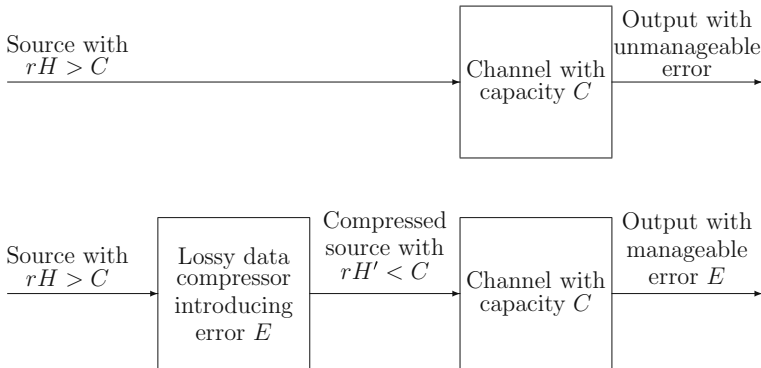 Source with
rH > C
Channel with
capacity C
Output with
unmanageable
error
Source with
rH > C
Lossy data
compressor
introducing
error E
Compressed
source with
rH′ < C
Channel with
capacity C
Output with
manageable
error E